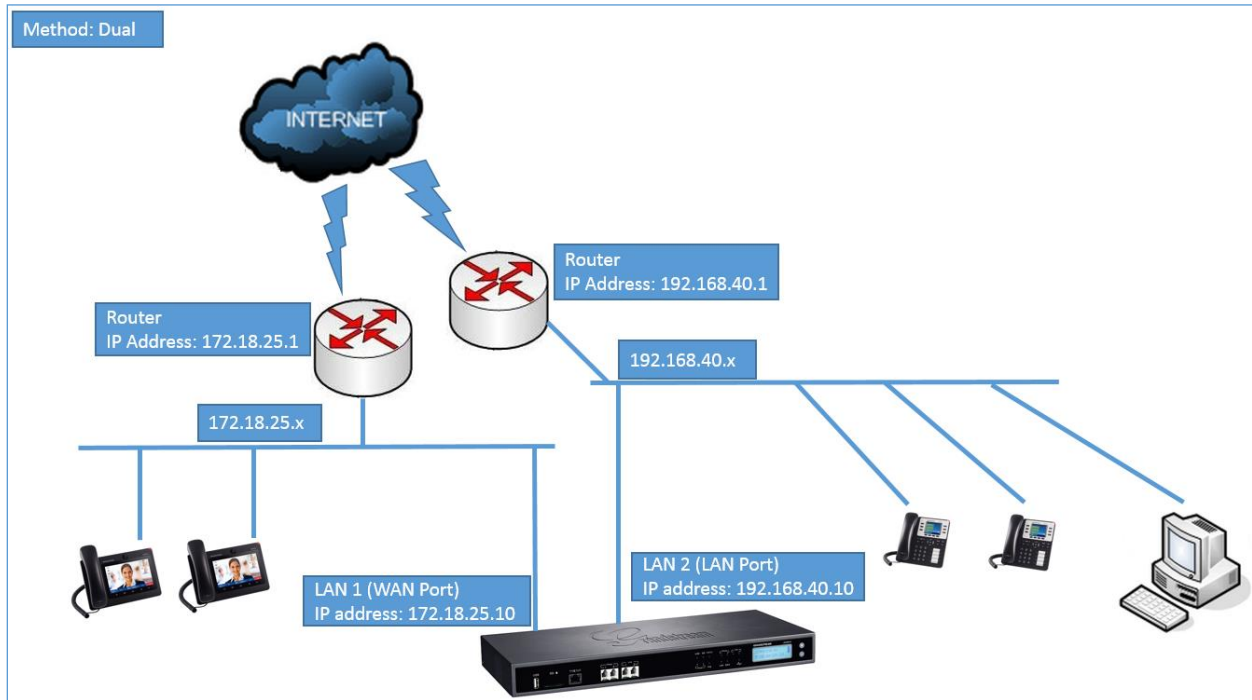 Method: Dual
INTERNET
Router
IP Address: 192.168.40.1
Router
IP Address: 172.18.25.1
192.168.40.x
172.18.25.x
LAN 2 (LAN Port)
IP address: 192.168.40.10
LAN 1 (WAN Port)
IP address: 172.18.25.10
Grandstream